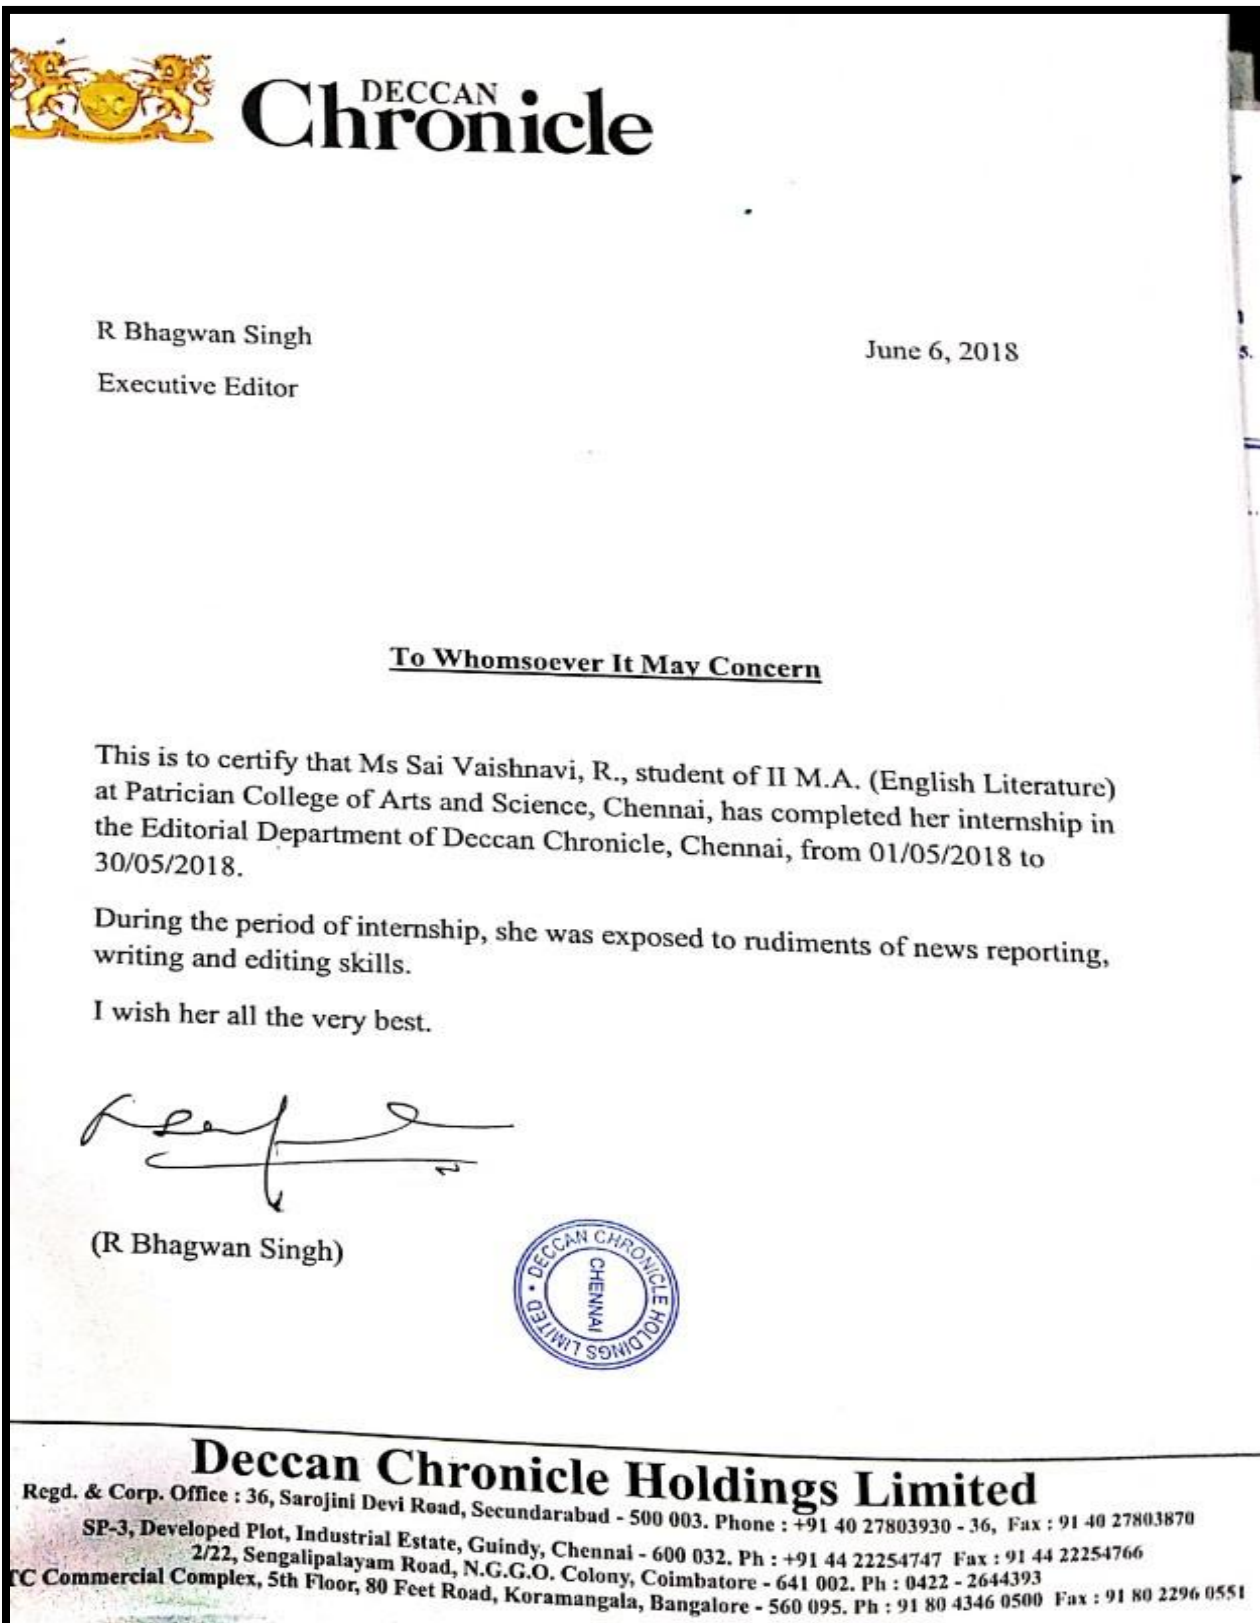 DECCAN
Chronicle
R Bhagwan Singh
June 6, 2018
Executive Editor
To Whomsoever It May Concern
This is to certify that Ms Sai Vaishnavi, R., student of II M.A. (English Literature)
at Patrician College of Arts and Science, Chennai, has completed her internship in
the Editorial Department of Deccan Chronicle, Chennai, from 01/05/2018 to
30/05/2018.
During the period of internship, she was exposed to rudiments of news reporting,
writing and editing skills.
I wish her all the very best.
(R Bhagwan Singh)
DECCAN CHRONICLE HOLDINGS LIMITED
CHENNAI
Deccan Chronicle Holdings Limited
Regd. & Corp. Office : 36, Sarojini Devi Road, Secundarabad - 500 003. Phone : +91 40 27803930 - 36, Fax : 91 40 27803870
SP-3, Developed Plot, Industrial Estate, Guindy, Chennai - 600 032. Ph : +91 44 22254747 Fax : 91 44 22254766
2/22, Sengalipalayam Road, N.G.G.O. Colony, Coimbatore - 641 002. Ph : 0422 - 2644393
TC Commercial Complex, 5th Floor, 80 Feet Road, Koramangala, Bangalore - 560 095. Ph : 91 80 4346 0500 Fax : 91 80 2296 0551